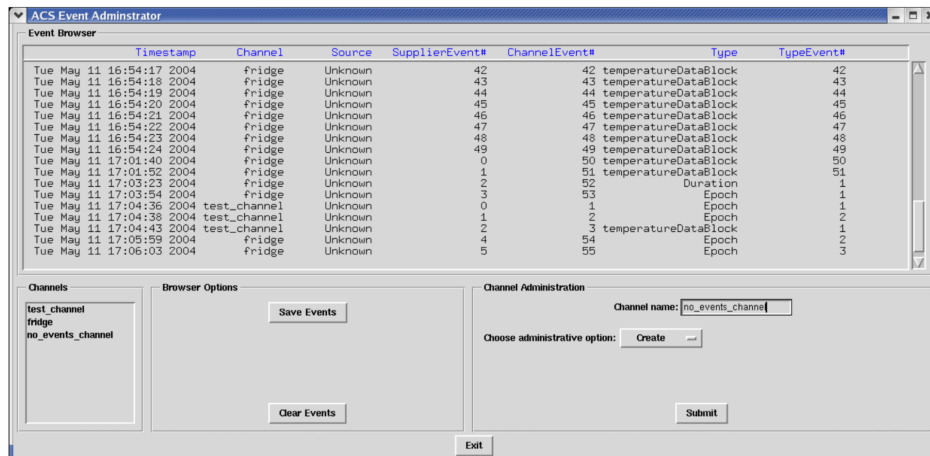 ACS Event Adminstrator
Event Browser
Timestamp Channel Source SupplierEvent# ChannelEvent# Type TypeEvent#
Tue May 11 16:54:17 2004 fridge Unknown 42 42 temperatureDataBlock 42
Tue May 11 16:54:18 2004 fridge Unknown 43 43 temperatureDataBlock 43
Tue May 11 16:54:19 2004 fridge Unknown 44 44 temperatureDataBlock 44
Tue May 11 16:54:20 2004 fridge Unknown 45 45 temperatureDataBlock 45
Tue May 11 16:54:21 2004 fridge Unknown 46 46 temperatureDataBlock 46
Tue May 11 16:54:22 2004 fridge Unknown 47 47 temperatureDataBlock 47
Tue May 11 16:54:23 2004 fridge Unknown 48 48 temperatureDataBlock 48
Tue May 11 16:54:24 2004 fridge Unknown 49 49 temperatureDataBlock 49
Tue May 11 17:01:40 2004 fridge Unknown 0 50 temperatureDataBlock 50
Tue May 11 17:01:52 2004 fridge Unknown 1 51 temperatureDataBlock 51
Tue May 11 17:03:23 2004 fridge Unknown 2 52 Duration 1
Tue May 11 17:03:54 2004 fridge Unknown 3 53 Epoch 1
Tue May 11 17:04:36 2004 test_channel Unknown 0 1 Epoch 1
Tue May 11 17:04:38 2004 test_channel Unknown 1 2 Epoch 2
Tue May 11 17:04:43 2004 test_channel Unknown 2 3 temperatureDataBlock 1
Tue May 11 17:05:59 2004 fridge Unknown 4 54 Epoch 2
Tue May 11 17:06:03 2004 fridge Unknown 5 55 Epoch 3
Channels
test_channel
fridge
no_events_channel
Browser Options
Save Events
Clear Events
Channel Administration
Channel name: no_events_channel
Choose administrative option: Create
Submit
Exit